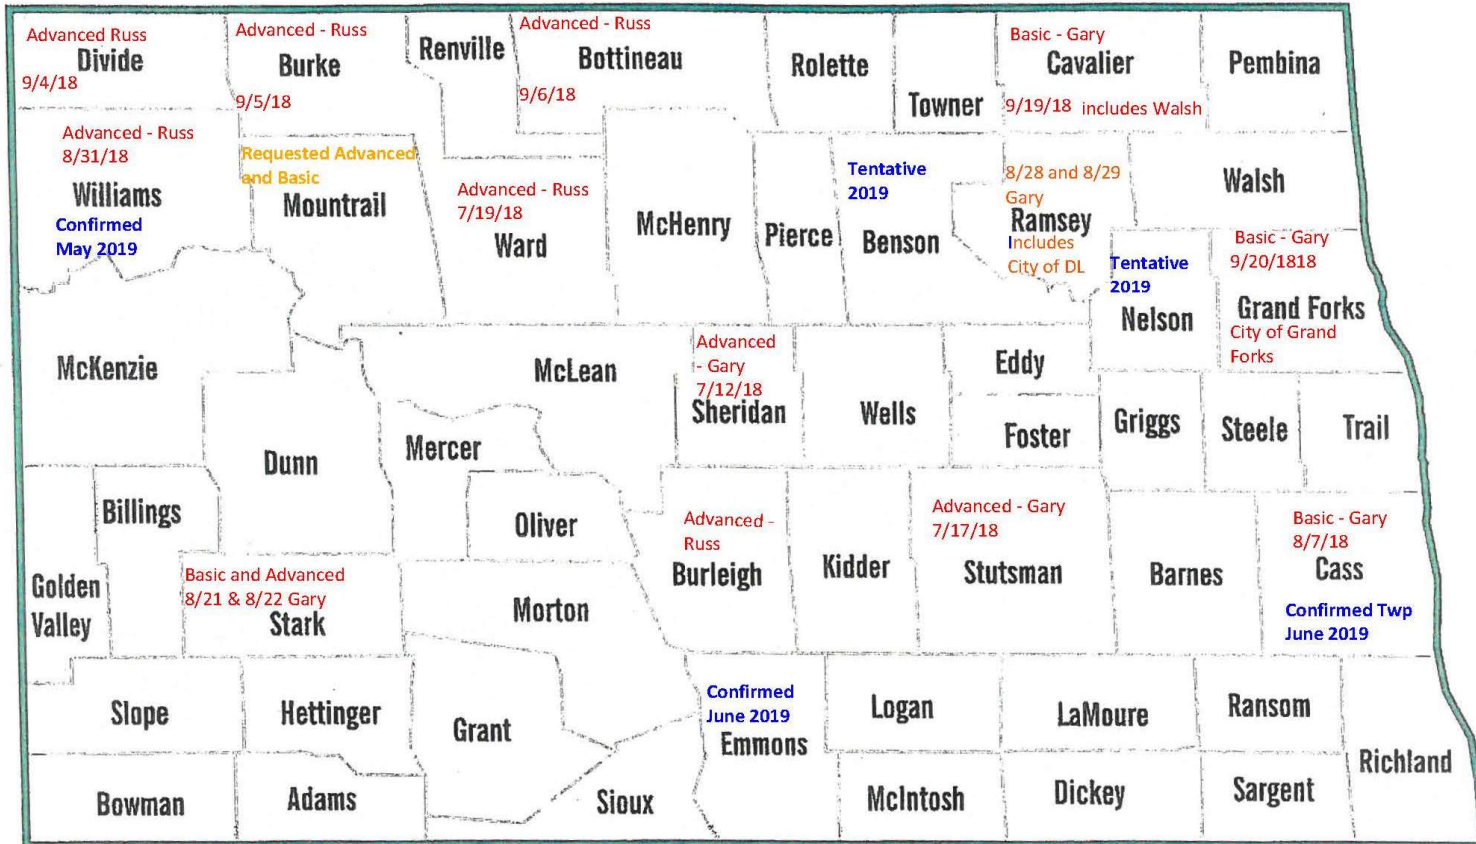 Advanced Russ
Divide
9/4/18
Advanced - Russ
Burke
9/5/18
Renville
Advanced - Russ
Bottineau
9/6/18
Rolette
Towner
Basic - Gary
Cavalier
9/19/18 includes Walsh
Pembina
Advanced - Russ
8/31/18
Williams
Confirmed
May 2019
Requested Advanced
and Basic
Mountrail
Advanced - Russ
7/19/18
Ward
McHenry
Pierce
Tentative
2019
Benson
8/28 and 8/29
Gary
Ramsey
Includes
City of DL
Walsh
Tentative
2019
Nelson
Basic - Gary
9/20/1818
Grand Forks
City of Grand
Forks
McKenzie
Dunn
McLean
Mercer
Oliver
Advanced
- Gary
7/12/18
Sheridan
Wells
Eddy
Foster
Griggs
Steele
Trail
Billings
Golden
Valley
Basic and Advanced
8/21 & 8/22 Gary
Stark
Morton
Advanced -
Russ
Burleigh
Kidder
Advanced - Gary
7/17/18
Stutsman
Barnes
Basic - Gary
8/7/18
Cass
Confirmed Twp
June 2019
Slope
Hettinger
Grant
Confirmed
June 2019
Emmons
Logan
LaMoure
Ransom
Richland
Bowman
Adams
Sioux
McIntosh
Dickey
Sargent